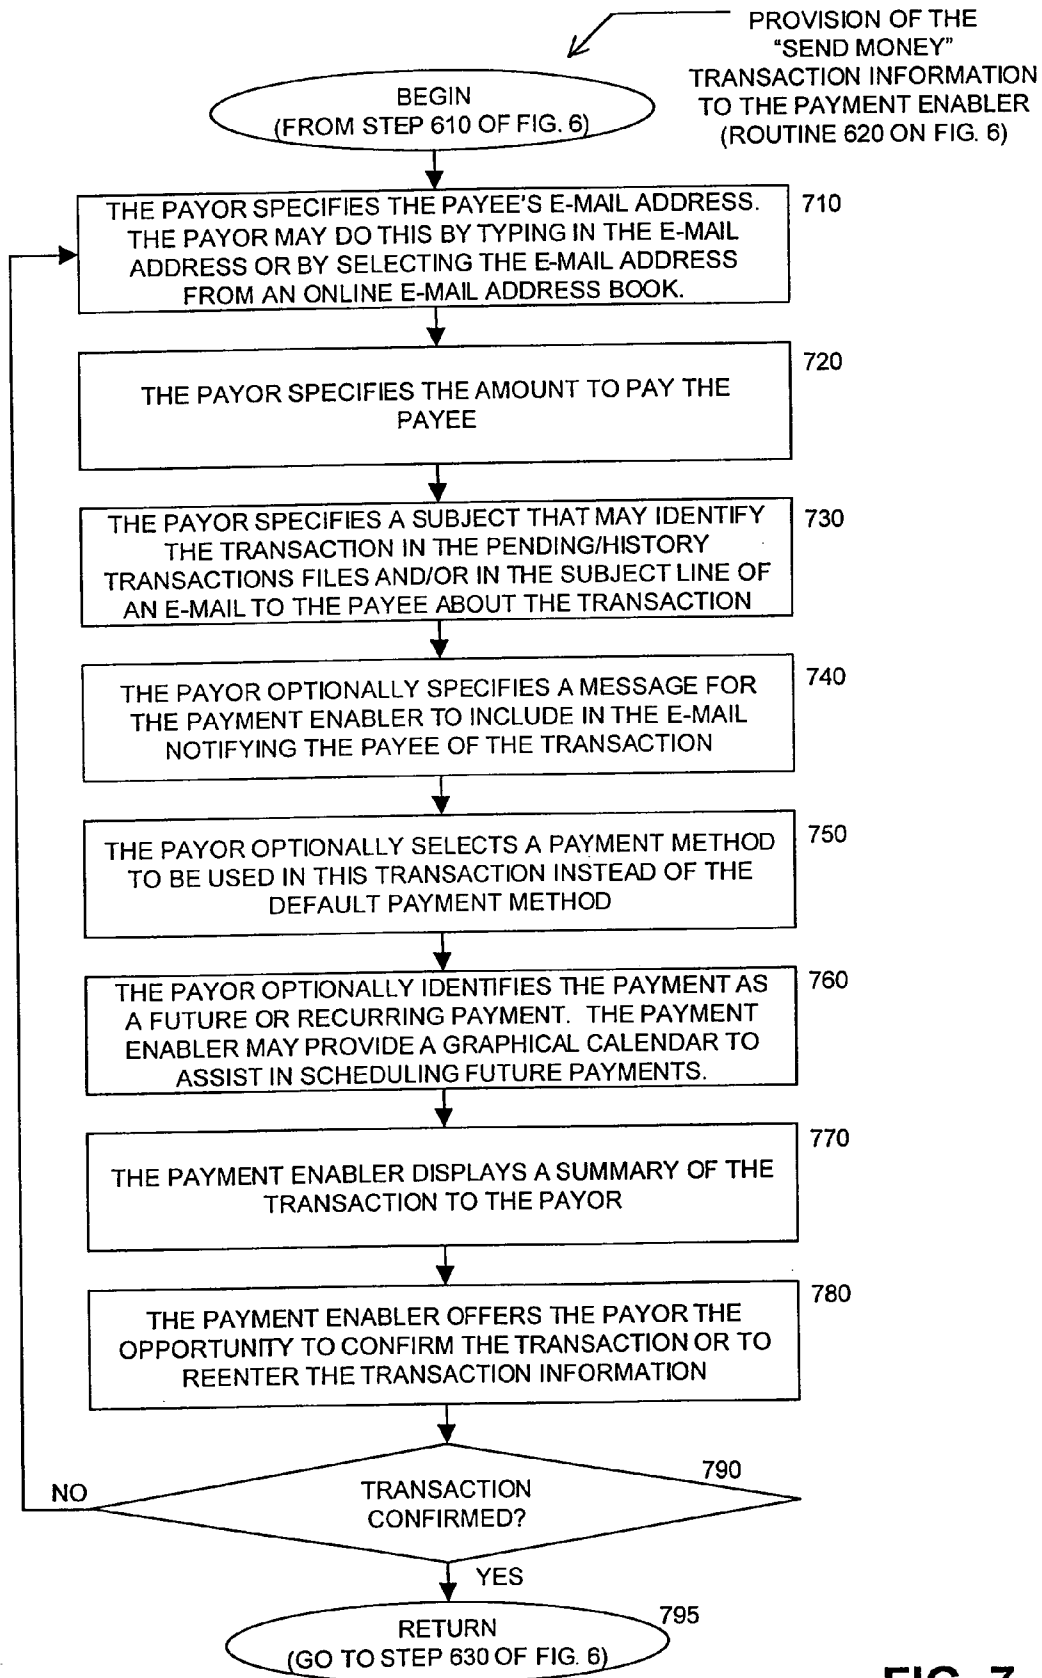 PROVISION OF THE
“SEND MONEY”
TRANSACTION INFORMATION
TO THE PAYMENT ENABLER
(ROUTINE 620 ON FIG. 6)
BEGIN
(FROM STEP 610 OF FIG. 6)
710
THE PAYOR SPECIFIES THE PAYEE'S E-MAIL ADDRESS.
THE PAYOR MAY DO THIS BY TYPING IN THE E-MAIL
ADDRESS OR BY SELECTING THE E-MAIL ADDRESS
FROM AN ONLINE E-MAIL ADDRESS BOOK.
720
THE PAYOR SPECIFIES THE AMOUNT TO PAY THE
PAYEE
730
THE PAYOR SPECIFIES A SUBJECT THAT MAY IDENTIFY
THE TRANSACTION IN THE PENDING/HISTORY
TRANSACTIONS FILES AND/OR IN THE SUBJECT LINE OF
AN E-MAIL TO THE PAYEE ABOUT THE TRANSACTION
740
THE PAYOR OPTIONALLY SPECIFIES A MESSAGE FOR
THE PAYMENT ENABLER TO INCLUDE IN THE E-MAIL
NOTIFYING THE PAYEE OF THE TRANSACTION
750
THE PAYOR OPTIONALLY SELECTS A PAYMENT METHOD
TO BE USED IN THIS TRANSACTION INSTEAD OF THE
DEFAULT PAYMENT METHOD
760
THE PAYOR OPTIONALLY IDENTIFIES THE PAYMENT AS
A FUTURE OR RECURRING PAYMENT. THE PAYMENT
ENABLER MAY PROVIDE A GRAPHICAL CALENDAR TO
ASSIST IN SCHEDULING FUTURE PAYMENTS.
770
THE PAYMENT ENABLER DISPLAYS A SUMMARY OF THE
TRANSACTION TO THE PAYOR
780
THE PAYMENT ENABLER OFFERS THE PAYOR THE
OPPORTUNITY TO CONFIRM THE TRANSACTION OR TO
REENTER THE TRANSACTION INFORMATION
790
NO
TRANSACTION
CONFIRMED?
YES
795
RETURN
(GO TO STEP 630 OF FIG. 6)
FIG. 7